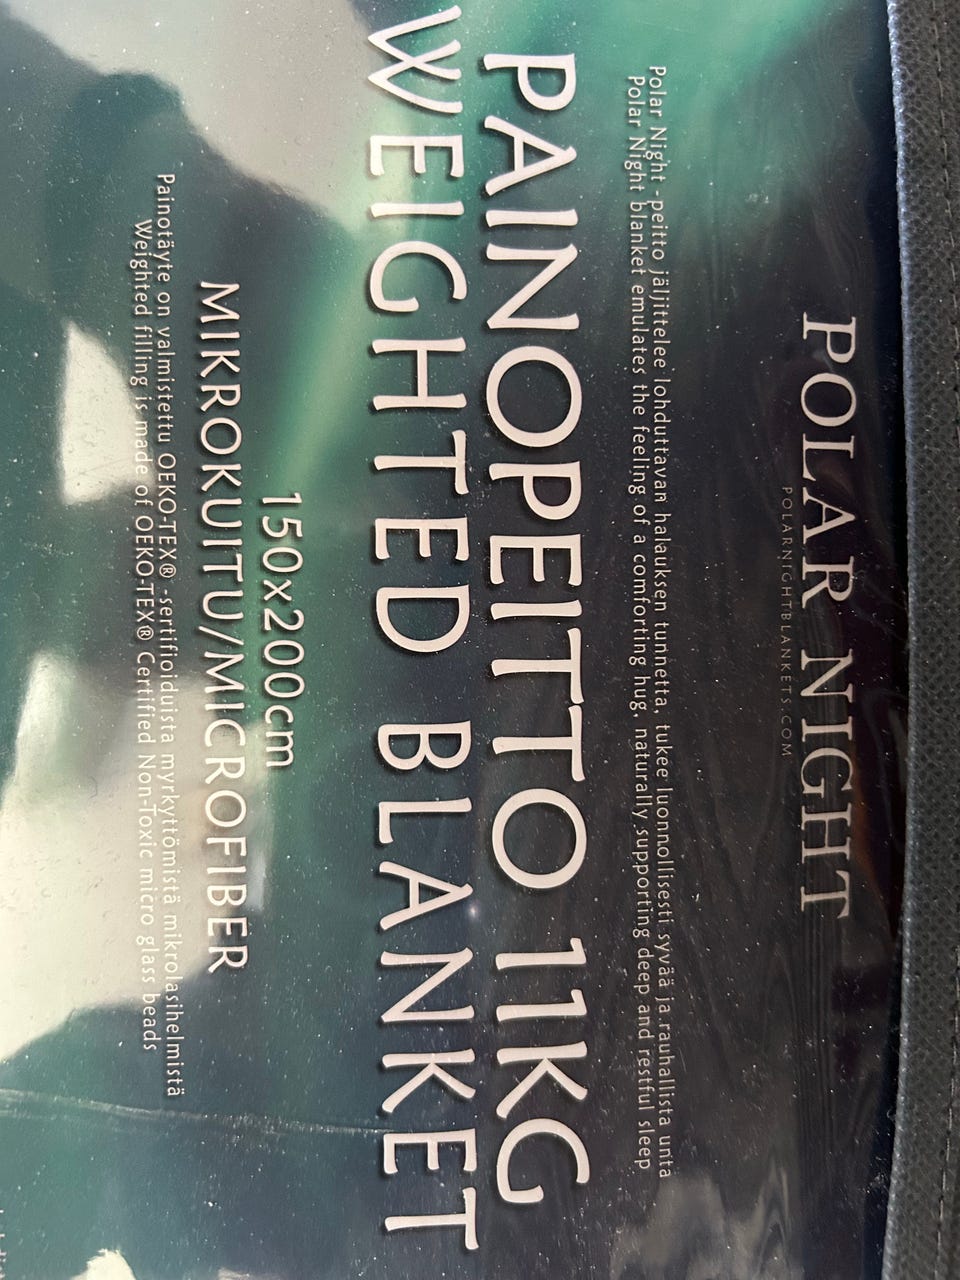 POLAR NIGHT
POLARNIGHTBLANKETS.COM
Polar Night -peitto jäljittelee lohduttavan halauksen tunnetta, tukee luonnollisesti syvää ja rauhallista unta
Polar Night blanket emulates the feeling of a comforting hug, naturally supporting deep and restful sleep
PAINOPEITTO 11KG
WEIGHTED BLANKET
150x200cm
MIKROKUITU/MICROFIBER
Painotäyte on valmistettu OEKO-TEX® -sertifioiduista myrkyttömistä mikrolasihelmistä
Weighted filling is made of OEKO-TEX® Certified Non-Toxic micro glass beads